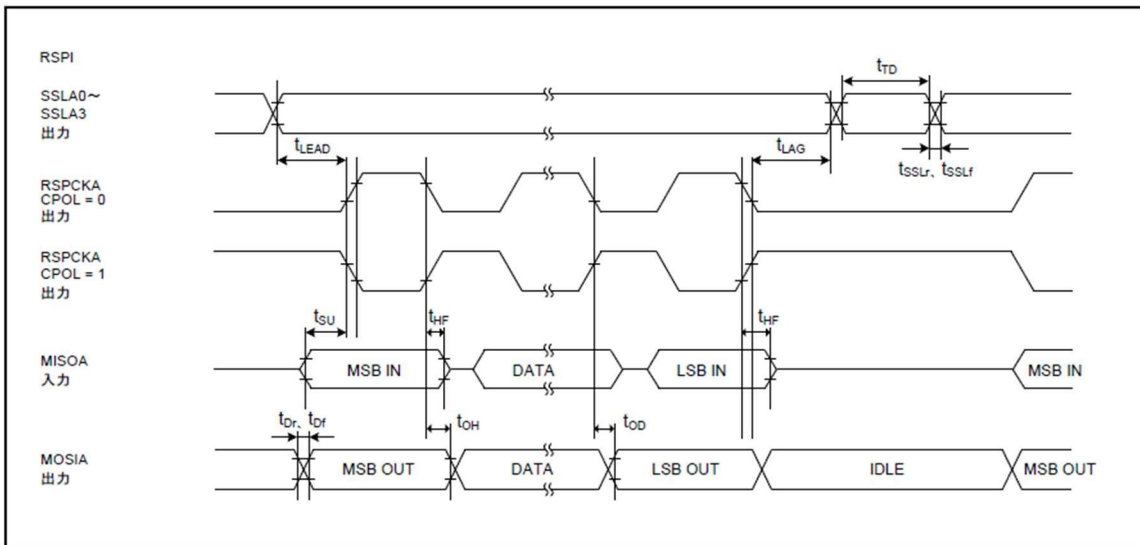 RSPI
tTD
SSLA0～
SSLA3
出力
tLEAD
tLAG
tSSLr、tSSLf
RSPCKA
CPOL = 0
出力
RSPCKA
CPOL = 1
出力
tSU
tHF
tHF
MISOA
入力
MSB IN
DATA
LSB IN
MSB IN
tDr、tDf
tOH
tOD
MOSIA
出力
MSB OUT
DATA
LSB OUT
IDLE
MSB OUT